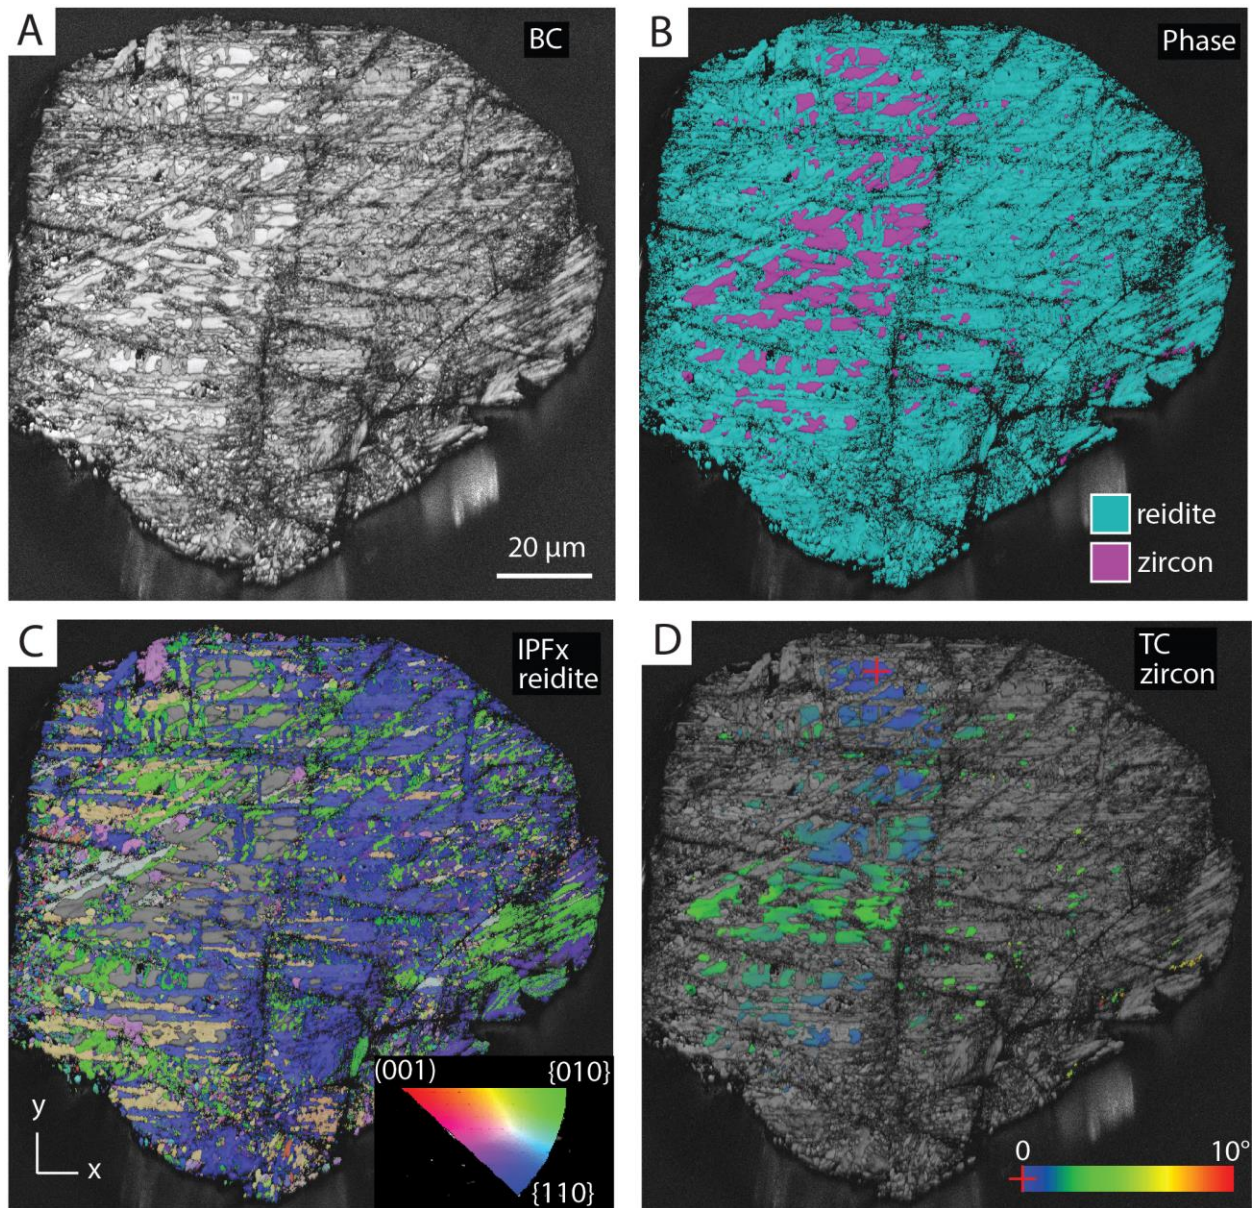 A
BC
20 µm
B
Phase
reidite
zircon
C
IPFx
reidite
(001)
{010}
{110}
y
x
D
TC
zircon
0
10°